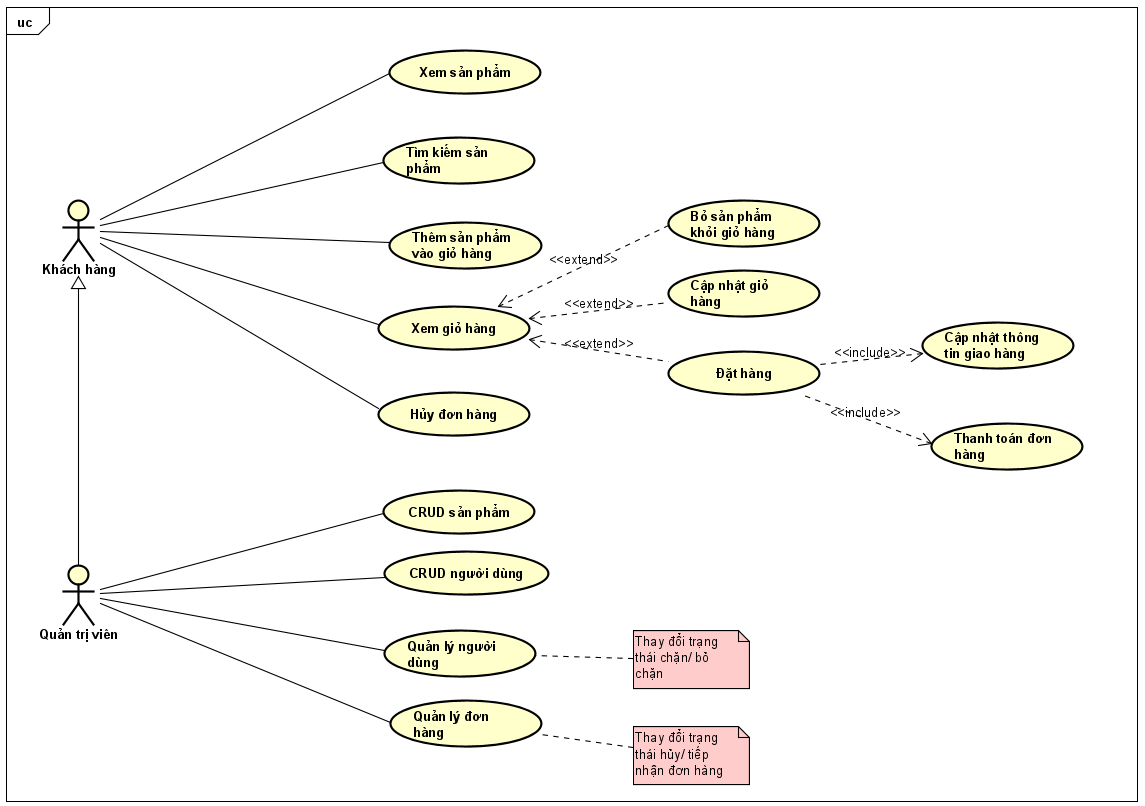 uc
Xem sản phẩm
Tìm kiếm sản
phẩm
Thêm sản phẩm
vào giỏ hàng
Bỏ sản phẩm
khỏi giỏ hàng
<<extend>>
Khách hàng
Cập nhật giỏ
hàng
<<extend>>
Xem giỏ hàng
<<extend>>
Cập nhật thông
tin giao hàng
<<include>>
Đặt hàng
<<include>>
Hủy đơn hàng
Thanh toán đơn
hàng
CRUD sản phẩm
CRUD người dùng
Quản trị viên
Quản lý người
dùng
Thay đổi trạng
thái chặn/ bỏ
chặn
Quản lý đơn
hàng
Thay đổi trạng
thái hủy/ tiếp
nhận đơn hàng